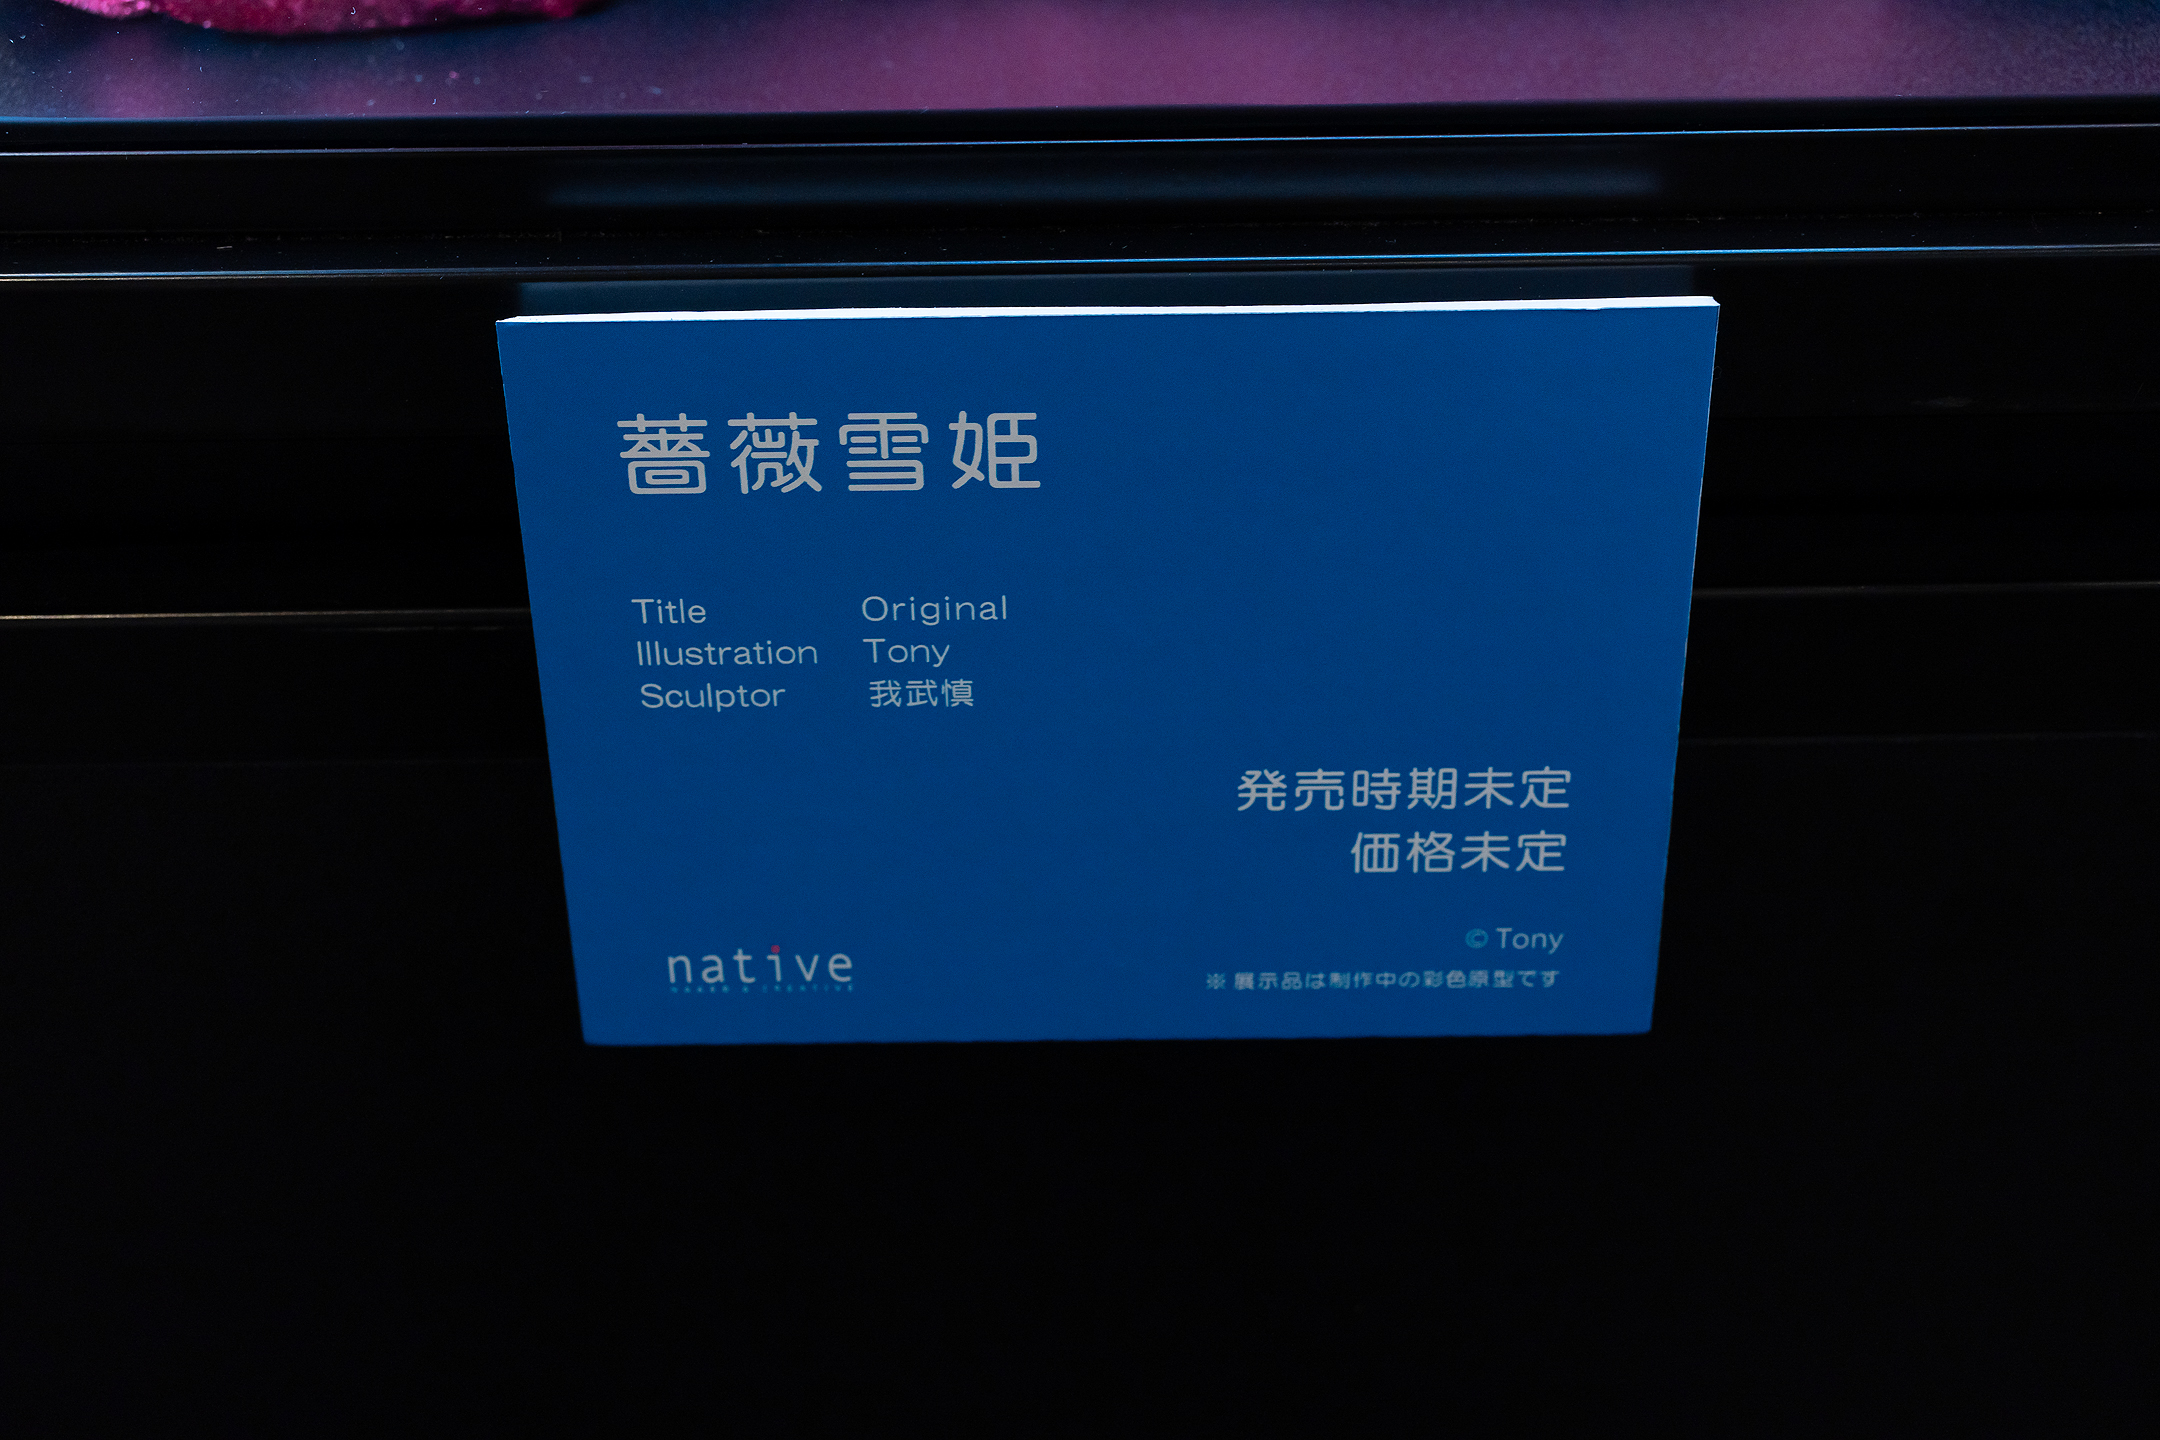 薔薇雪姫
Title Original
Illustration Tony
Sculptor 我武慎
発売時期未定
価格未定
© Tony
※ 展示品は制作中の彩色原型です
native